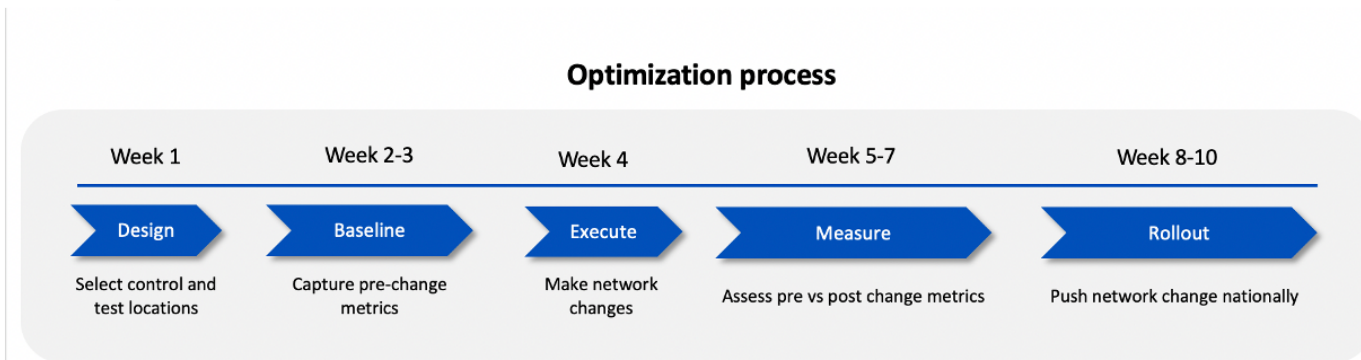 Optimization process
Week 1
Week 2-3
Week 4
Week 5-7
Week 8-10
Design
Baseline
Execute
Measure
Rollout
Select control and
test locations
Capture pre-change
metrics
Make network
changes
Assess pre vs post change metrics
Push network change nationally